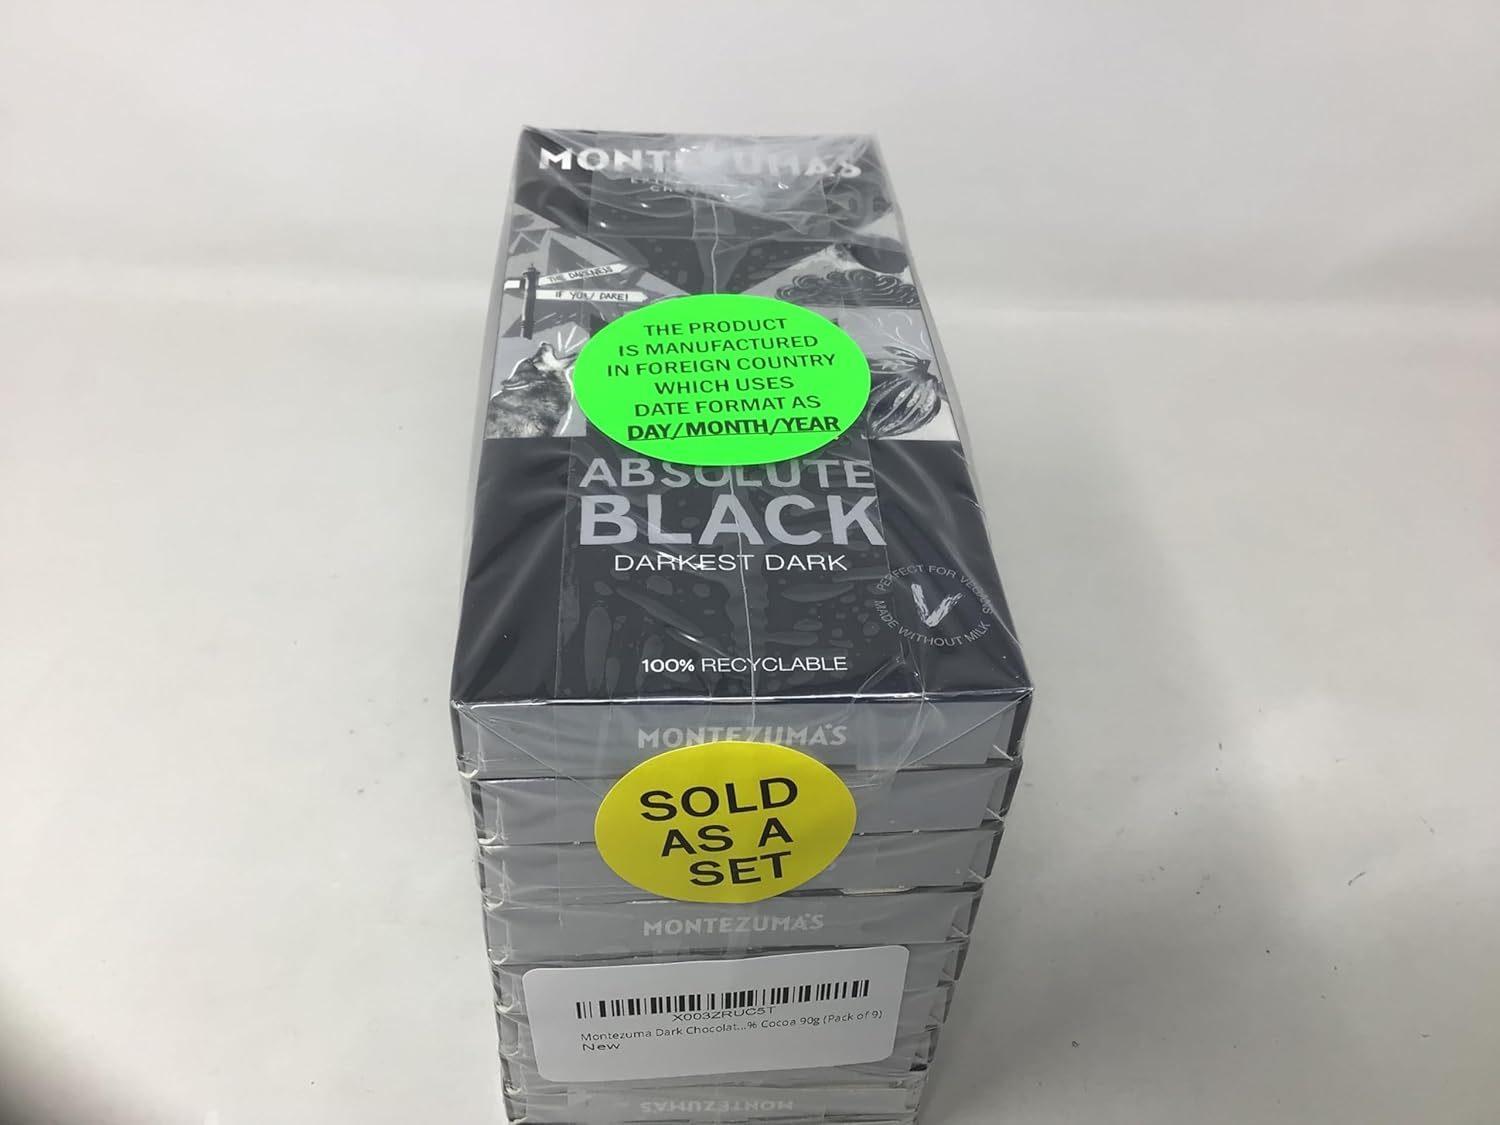 MONTEZUMA'S
THE DARKNESS
IF YOU DARE!
THE PRODUCT
IS MANUFACTURED
IN FOREIGN COUNTRY
WHICH USES
DATE FORMAT AS
DAY/MONTH/YEAR
ABSOLUTE
BLACK
DARKEST DARK
PERFECT FOR VEGANS
MADE WITHOUT MILK
100% RECYCLABLE
MONTEZUMA'S
SOLD
AS A
SET
MONTEZUMA'S
X003ZRUC5T
Montezuma Dark Chocolat...% Cocoa 90g (Pack of 9)
New
MONTEZUMA'S